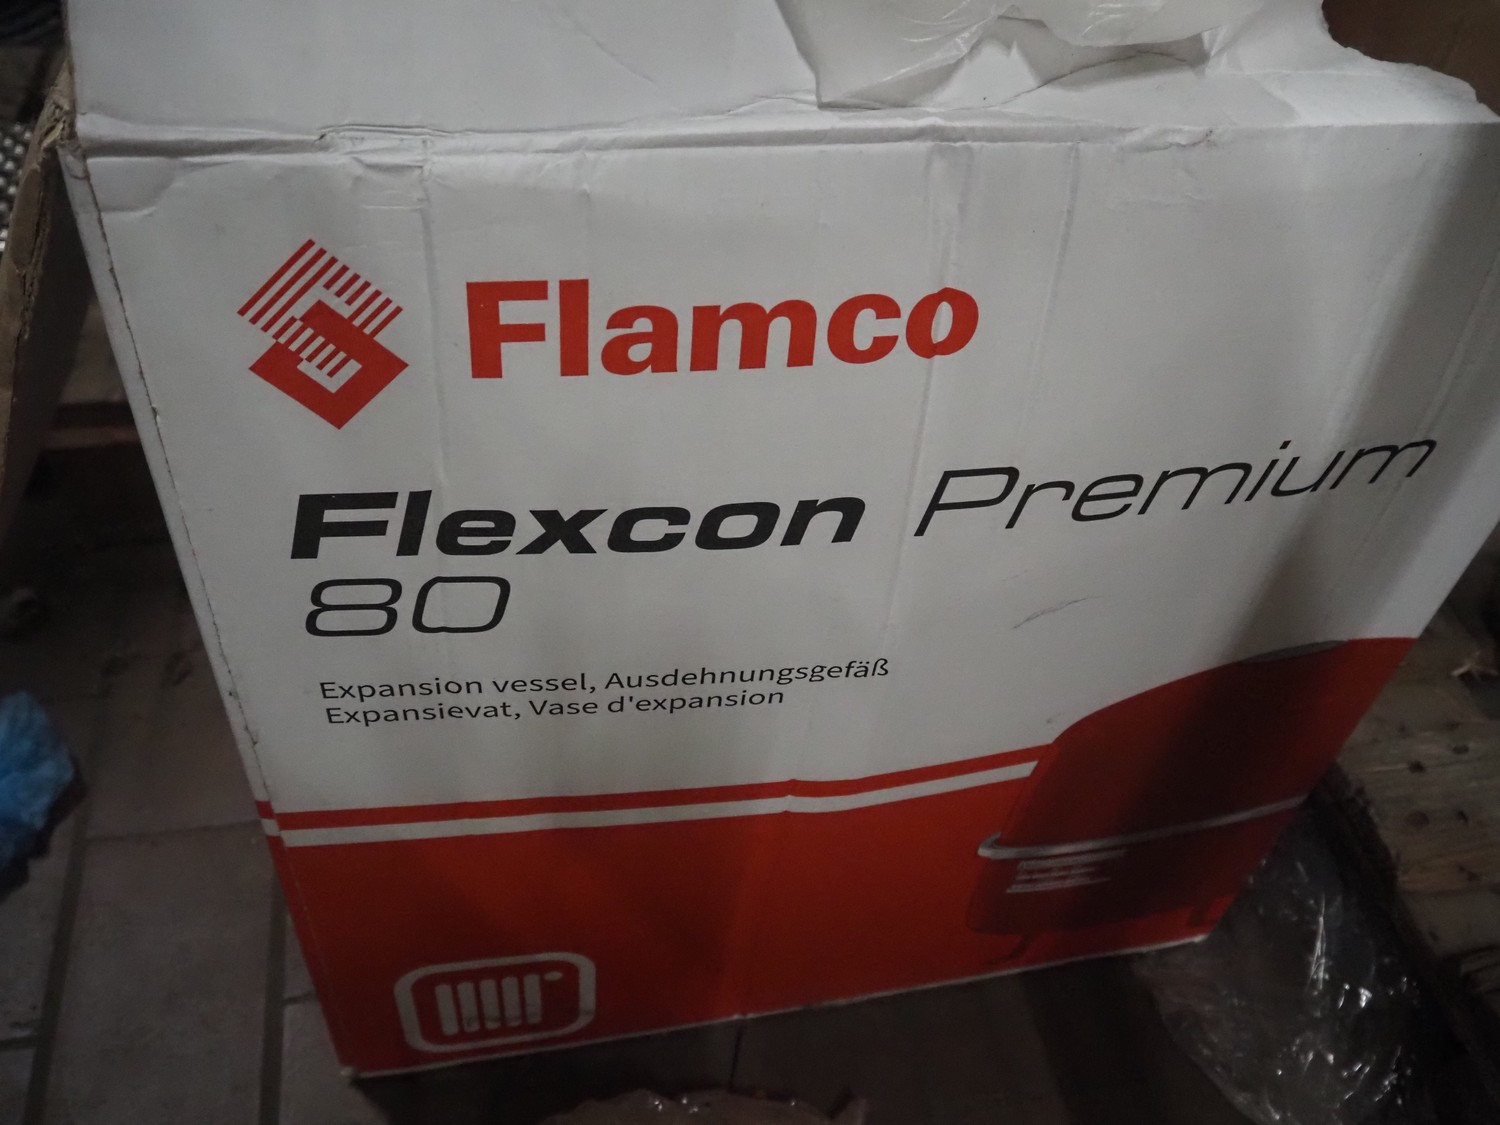 Flamco
Flexcon Premium
80
Expansion vessel, Ausdehnungsgefäß
Expansievat, Vase d'expansion